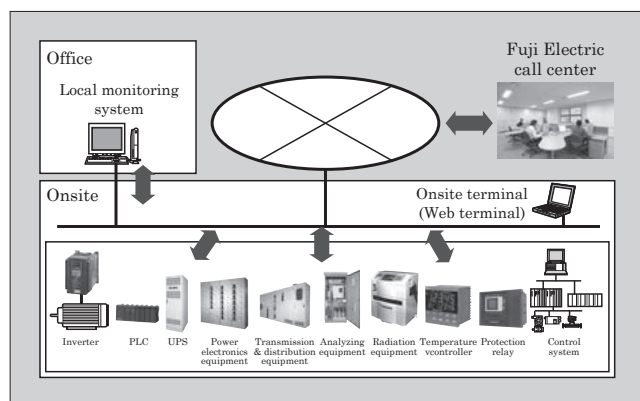 Office
Local monitoring
system
Fuji Electric
call center
Onsite
Onsite terminal
(Web terminal)
Inverter
PLC
UPS
Power
electronics
equipment
Transmission
& distribution
equipment
Analyzing
equipment
Radiation
equipment
Temperature
vcontroller
Protection
relay
Control
system